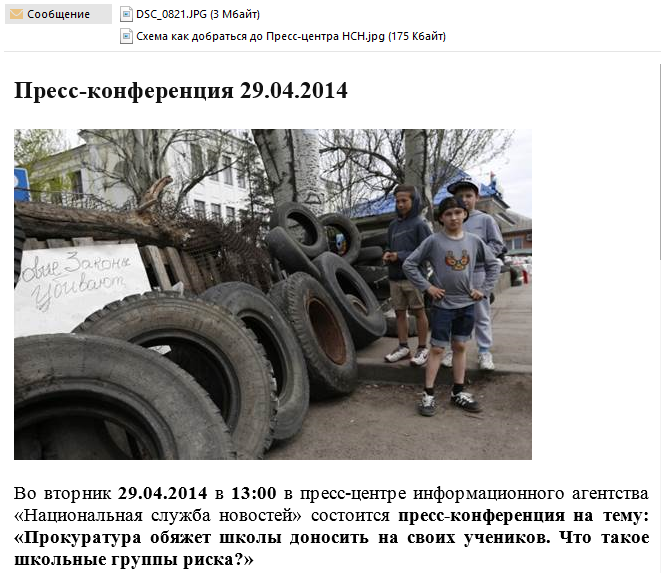 Сообщение
DSC_0821.JPG (3 Мбайт)
Схема как добраться до Пресс-центра НСН.jpg (175 Кбайт)
Пресс-конференция 29.04.2014
овые Законы
Убивают
Во вторник 29.04.2014 в 13:00 в пресс-центре информационного агентства
«Национальная служба новостей» состоится пресс-конференция на тему:
«Прокуратура обяжет школы доносить на своих учеников. Что такое
школьные группы риска?»